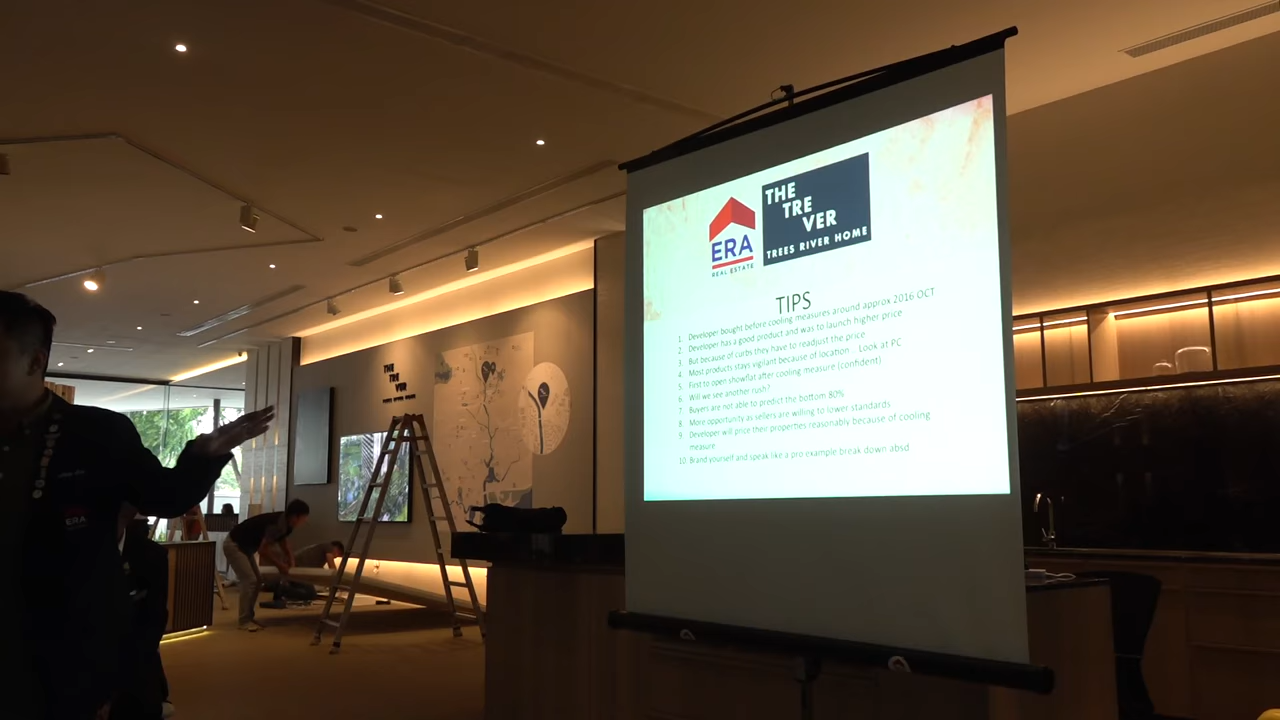 THE
TRE
VER
TREES RIVER HOME
ERA
REAL ESTATE
TIPS
1. Developer bought before cooling measures around approx 2016 OCT
2. Developer has a good product and was to launch higher price
3. But because of curbs they have to readjust the price
4. Most products stays vigilant because of location... Look at PC
5. First to open showflat after cooling measure (confident)
6. Will we see another rush?
7. Buyers are not able to predict the bottom 80%
8. More opportunity as sellers are willing to lower standards
9. Developer will price their properties reasonably because of cooling
measure
10. Brand yourself and speak like a pro example break down absd
THE
TRE
VER
ERA